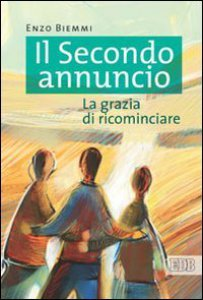 ENZO BIEMMI
Il Secondo
annuncio
La grazia
di ricominciare
EDB